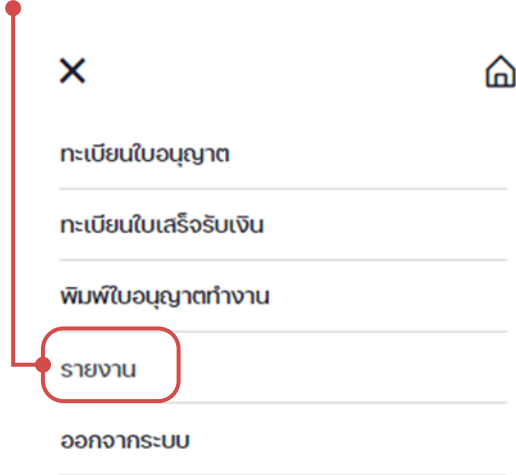 ทะเบียนใบอนุญาต
ทะเบียนใบเสร็จรับเงิน
พิมพ์ใบอนุญาตทำงาน
รายงาน
ออกจากระบบ